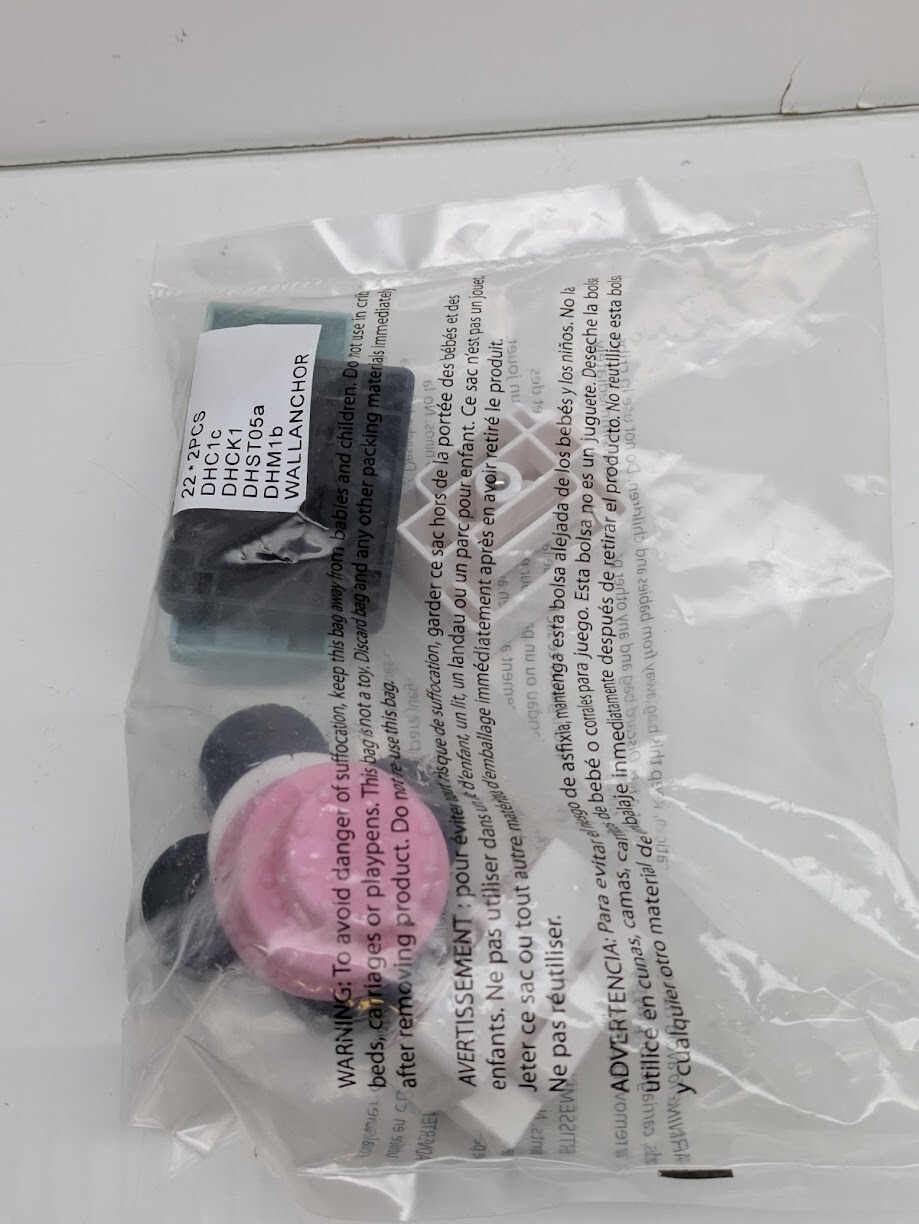 22 * 2PCS
DHC1c
DHCK1
DHST05a
DHM1b
WALLANCHOR
WARNING: To avoid danger of suffocation, keep this bag away from babies and children. Do not use in crib
beds, carriages or playpens. This bag is not a toy. Discard bag and any other packing materials immediately
after removing product. Do not re use this bag.
AVERTISSEMENT : pour éviter tout risque de suffocation, garder ce sac hors de la portée des bébés et des
enfants. Ne pas utiliser dans un lit d'enfant, un lit, un landau ou un parc pour enfant. Ce sac n'est pas un jouet.
Jeter ce sac ou tout autre matériau d'emballage immédiatement après en avoir retiré le produit.
Ne pas réutiliser.
ADVERTENCIA: Para evitar el riesgo de asfixia, mantenga esta bolsa alejada de los bebés y los niños. No la
utilice en cunas, camas, carritos de bebé o corrales para juego. Esta bolsa no es un juguete. Deseche la bolsa
y cualquier otro material de embalaje inmediatamente después de retirar el producto. No reutilice esta bols